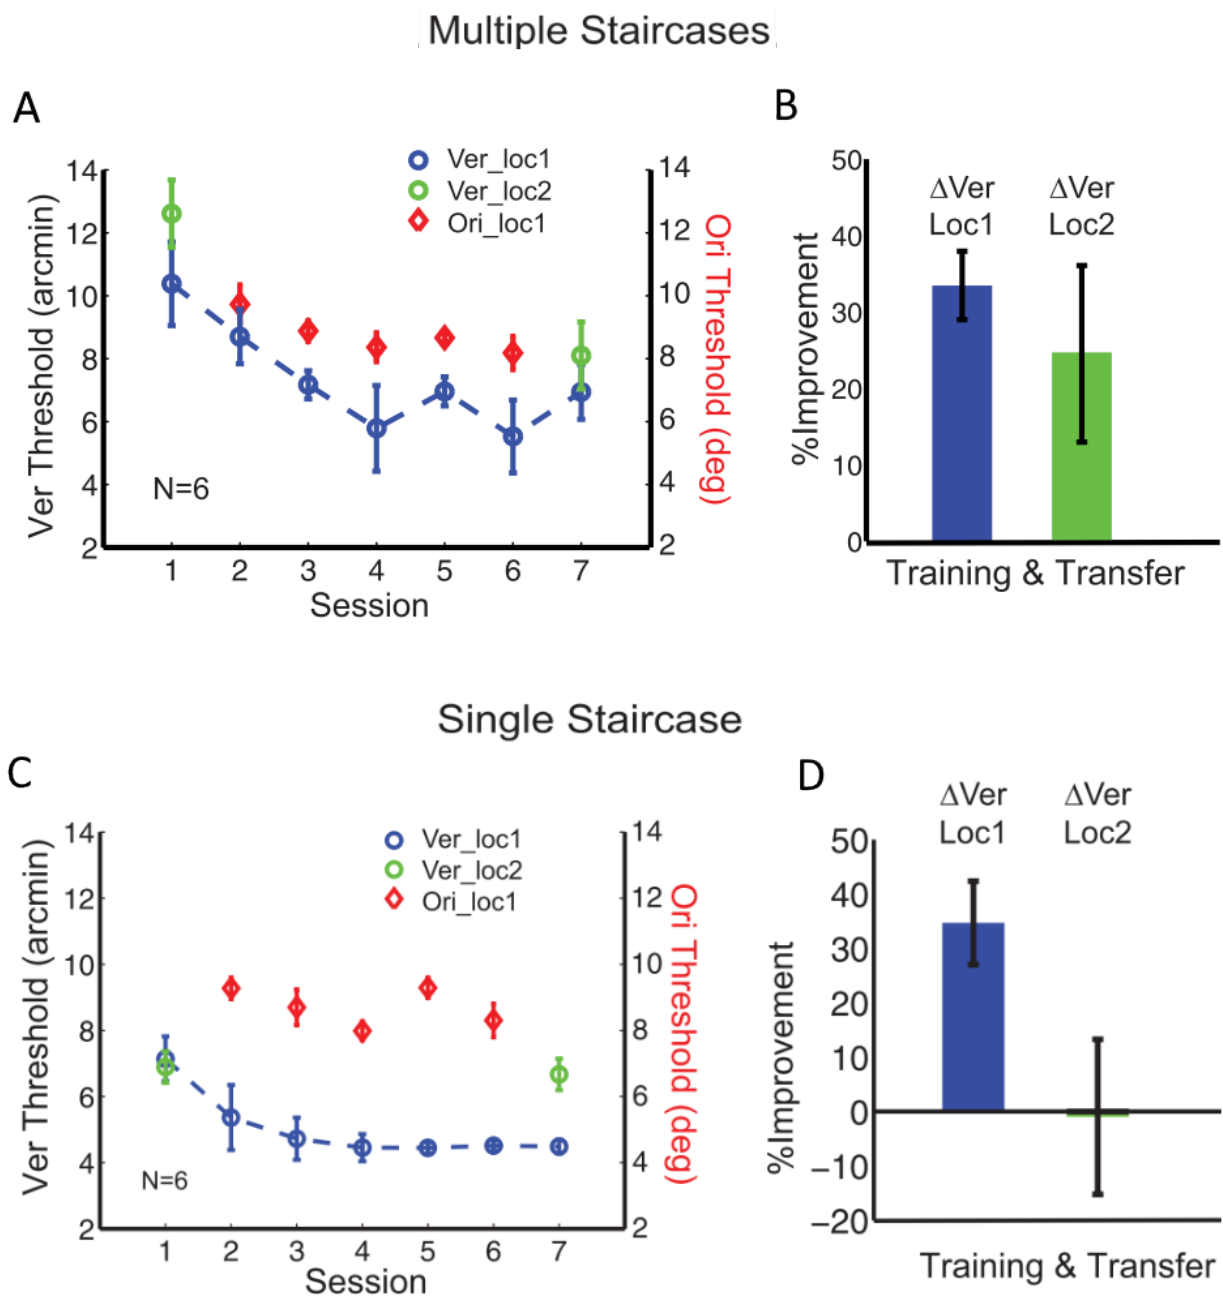 Multiple Staircases
A
B
Ver_loc1
Ver_loc2
Ori_loc1
14
12
10
8
6
4
2
Ver Threshold (arcmin)
N=6
14
12
10
8
6
4
2
Ori Threshold (deg)
1 2 3 4 5 6 7
Session
50
40
30
20
10
0
%Improvement
ΔVer Loc1
ΔVer Loc2
Training & Transfer
Single Staircase
C
D
Ver_loc1
Ver_loc2
Ori_loc1
14
12
10
8
6
4
2
Ver Threshold (arcmin)
N=6
14
12
10
8
6
4
2
Ori Threshold (deg)
1 2 3 4 5 6 7
Session
ΔVer Loc1
ΔVer Loc2
50
40
30
20
10
0
−10
−20
%Improvement
Training & Transfer